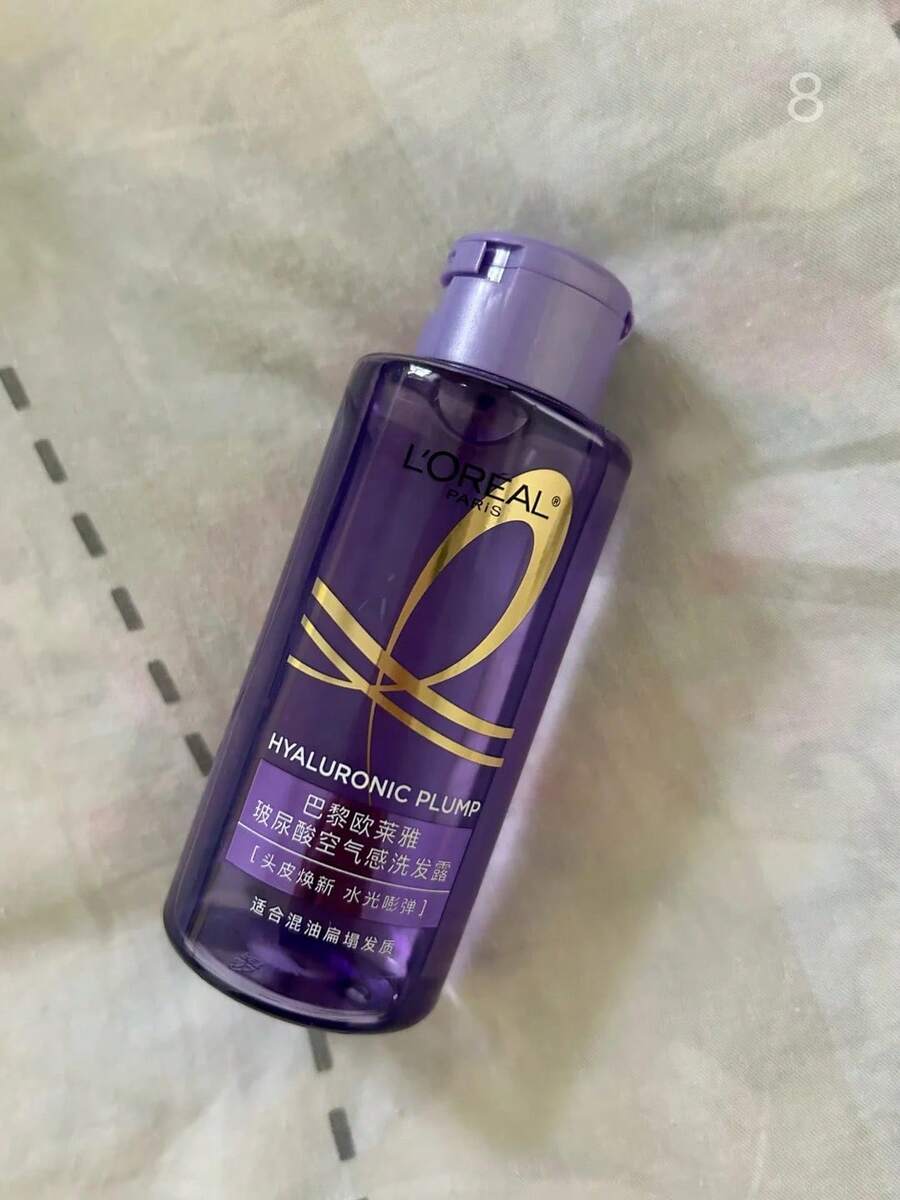 8
L'ORÉAL®
PARIS
HYALURONIC PLUMP
巴黎欧莱雅
玻尿酸空气感洗发露
[头皮焕新 水光嘭弹]
适合混油扁塌发质